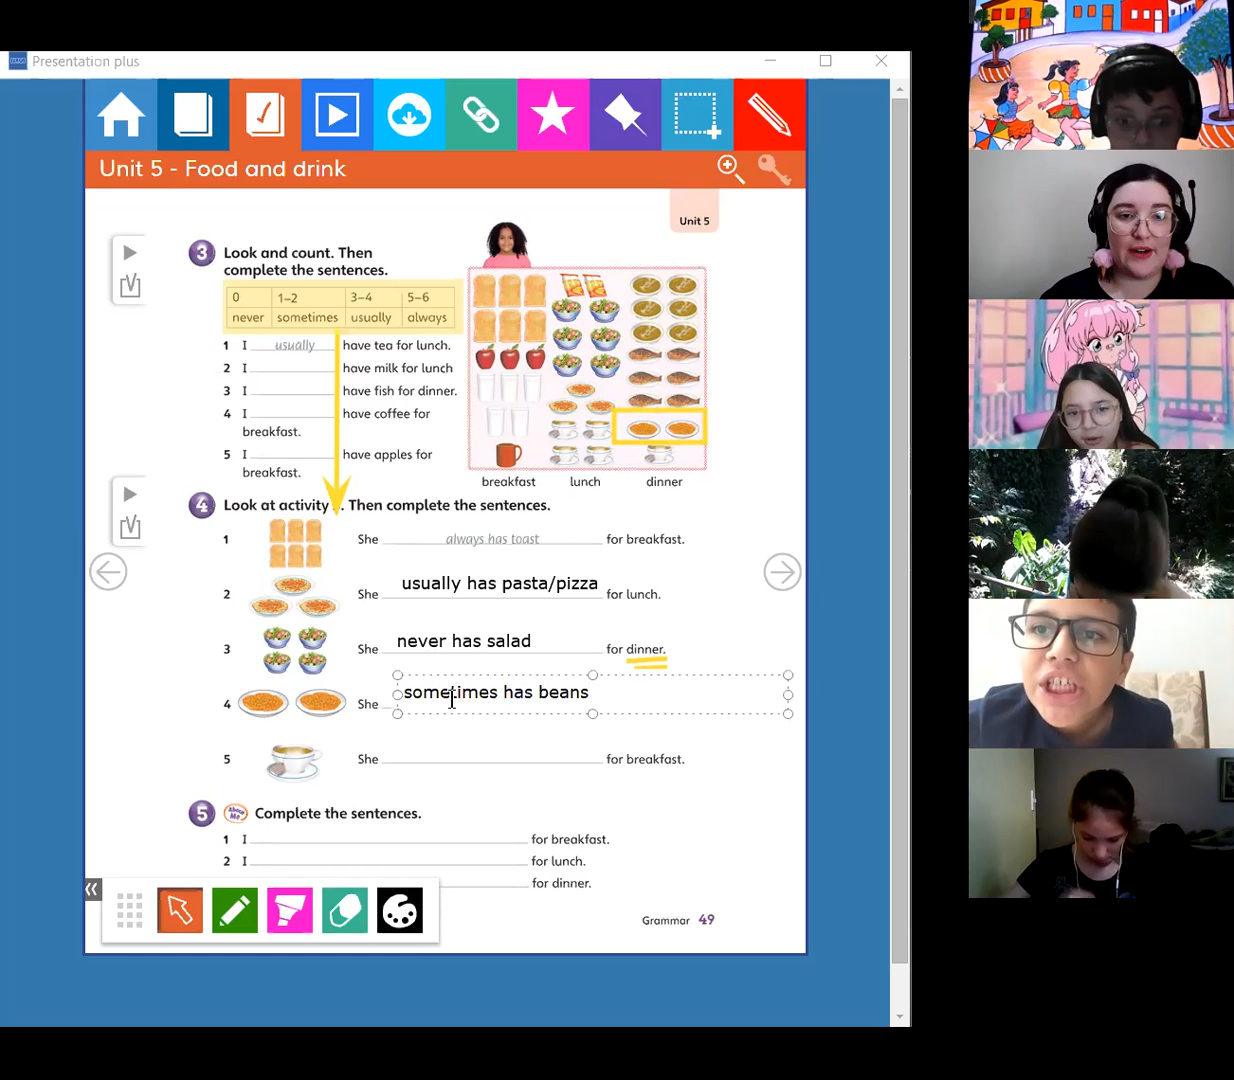 Presentation plus
Unit 5 - Food and drink
Unit 5
3 Look and count. Then
complete the sentences.
0 1–2 3–4 5–6
never sometimes usually always
1 I usually have tea for lunch.
2 I have milk for lunch
3 I have fish for dinner.
4 I have coffee for
breakfast.
5 I have apples for
breakfast.
breakfast lunch dinner
4 Look at activity . Then complete the sentences.
1 She always has toast for breakfast.
2 She usually has pasta/pizza for lunch.
3 She never has salad for dinner.
4 She sometimes has beans
5 She for breakfast.
5 About Me Complete the sentences.
1 I for breakfast.
2 I for lunch.
for dinner.
Grammar 49